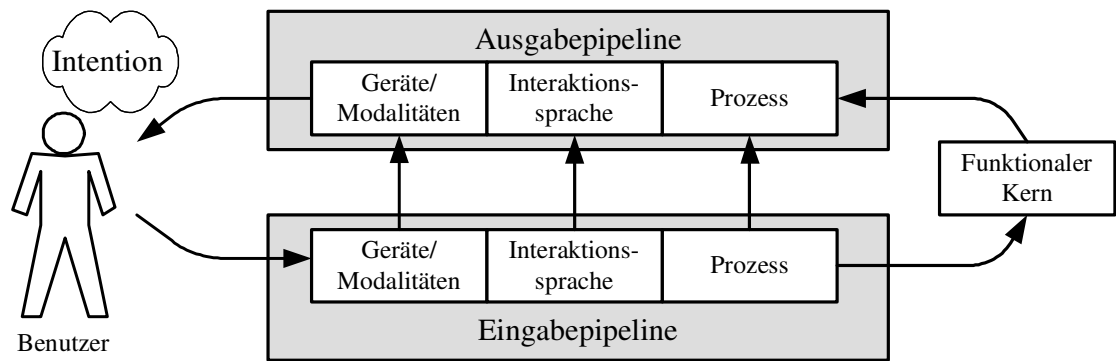 Ausgabepipeline
Intention
Geräte/
Modalitäten
Interaktions-
sprache
Prozess
Funktionaler
Kern
Geräte/
Modalitäten
Interaktions-
sprache
Prozess
Eingabepipeline
Benutzer